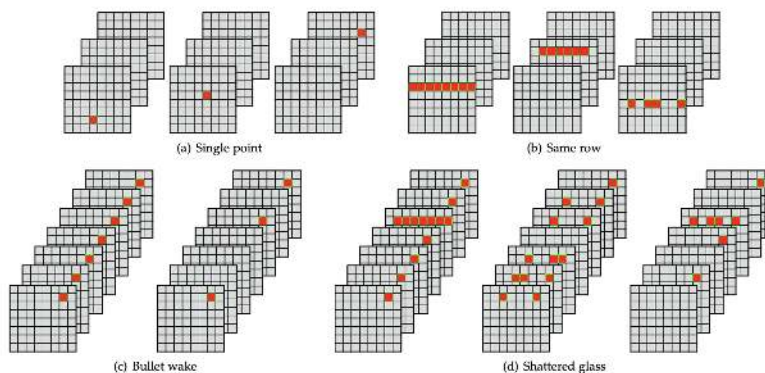 (a) Single point
(b) Same row
(c) Bullet wake
(d) Shattered glass